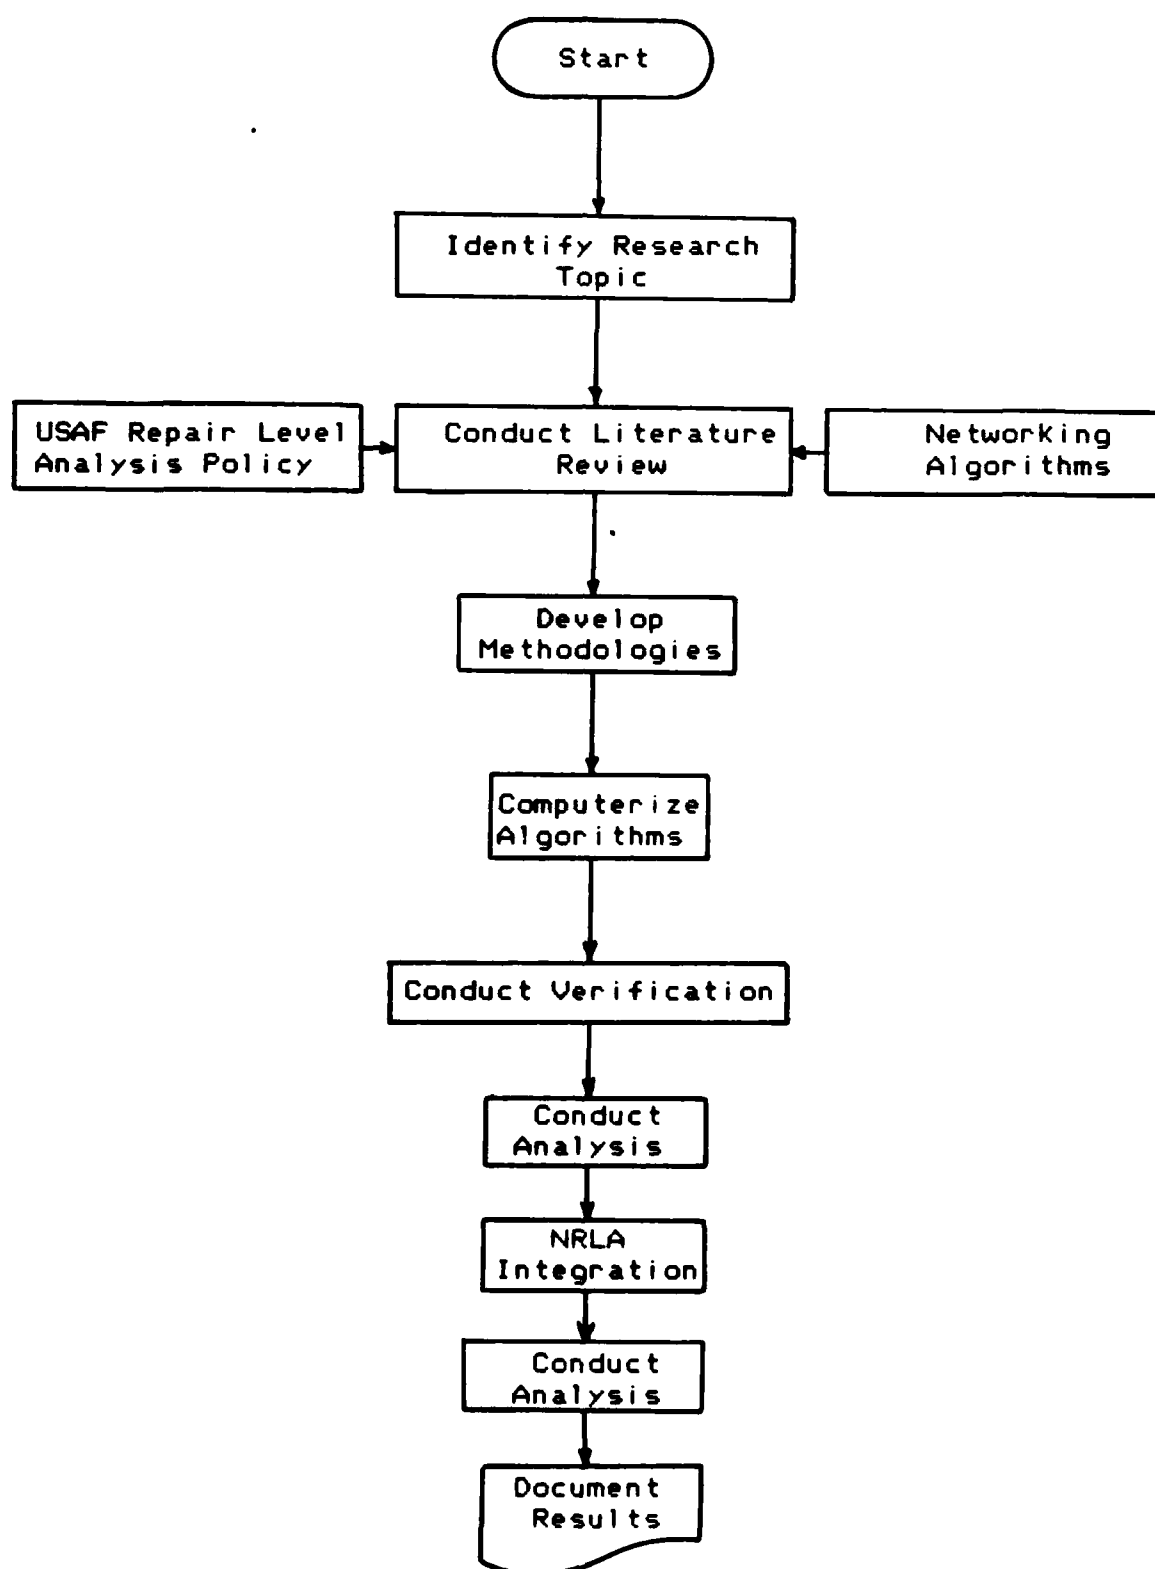 Start
Identify Research
Topic
USAF Repair Level
Analysis Policy
Conduct Literature
Review
Networking
Algorithms
Develop
Methodologies
Computerize
Algorithms
Conduct Verification
Conduct
Analysis
NRLA
Integration
Conduct
Analysis
Document
Results